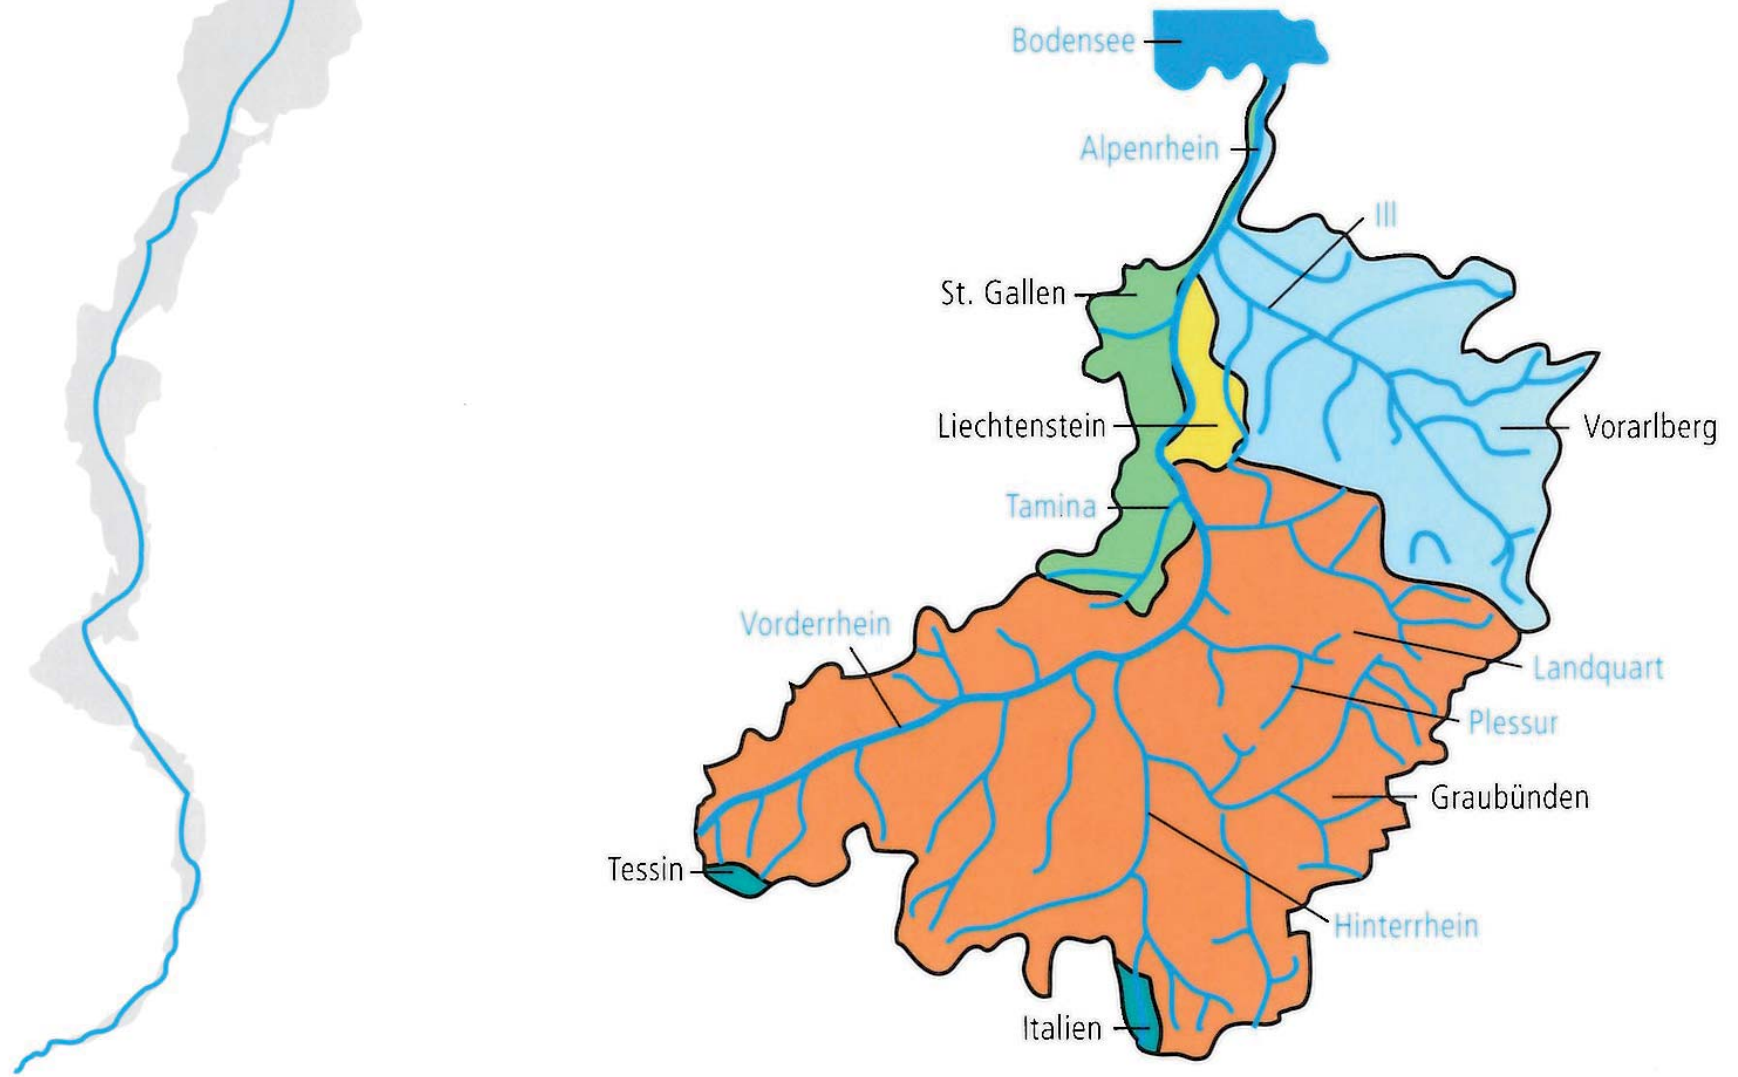 Bodensee
Alpenrhein
Ill
St. Gallen
Liechtenstein
Vorarlberg
Tamina
Vorderrhein
Landquart
Plessur
Graubünden
Tessin
Hinterrhein
Italien